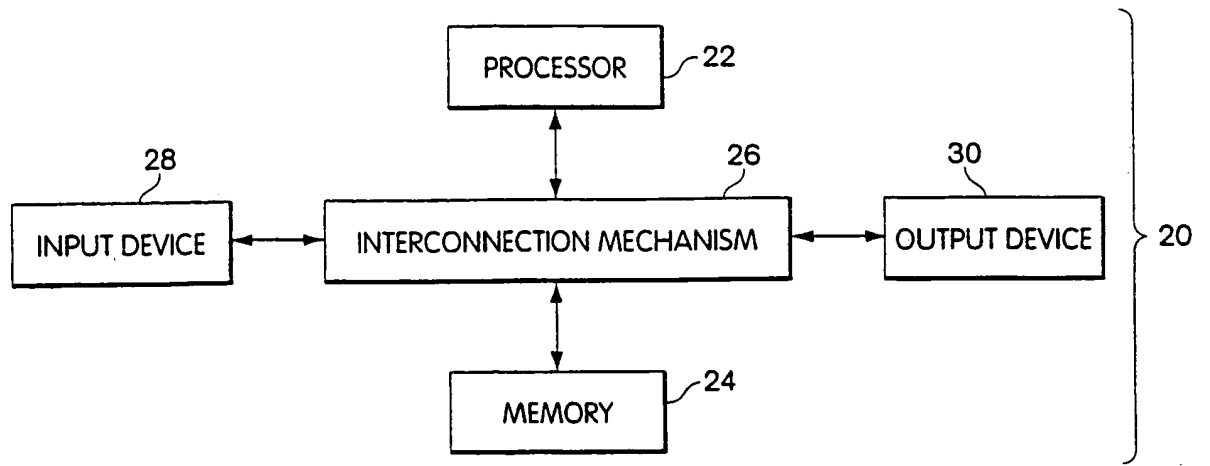 PROCESSOR
22
28
26
30
INPUT DEVICE
INTERCONNECTION MECHANISM
OUTPUT DEVICE
20
24
MEMORY